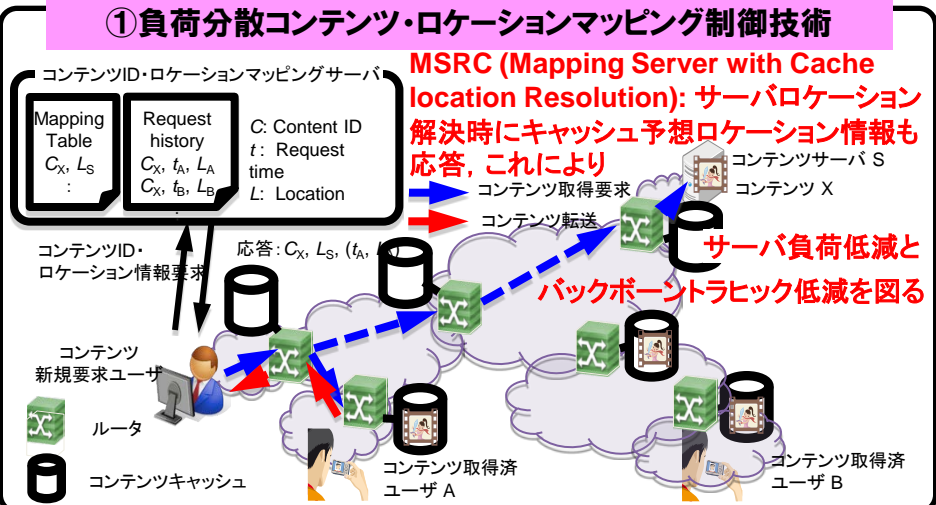 ①負荷分散コンテンツ・ロケーションマッピング制御技術
コンテンツID・ロケーションマッピングサーバ
Mapping
Table
CX, LS
:
Request
history
CX, tA, LA
CX, tB, LB
:
C: Content ID
t : Request
time
L: Location
MSRC (Mapping Server with Cache
location Resolution): サーバロケーション
解決時にキャッシュ予想ロケーション情報も
応答，これにより
コンテンツ取得要求
コンテンツ転送
コンテンツサーバ S
コンテンツ X
サーバ負荷低減と
バックボーントラヒック低減を図る
コンテンツID・
ロケーション情報要求
応答：CX, LS, (tA, )
コンテンツ
新規要求ユーザ
ルータ
コンテンツキャッシュ
コンテンツ取得済
ユーザ A
コンテンツ取得済
ユーザ B